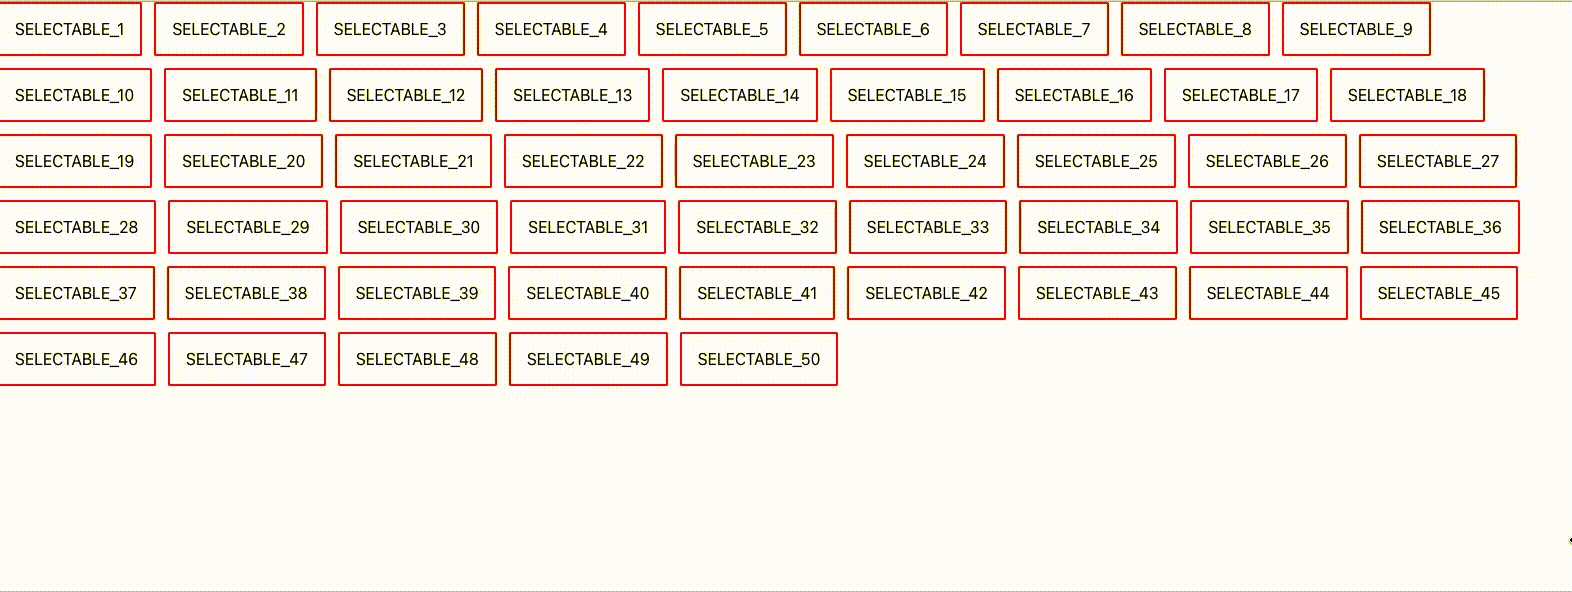 SELECTABLE_1 SELECTABLE_2 SELECTABLE_3 SELECTABLE_4 SELECTABLE_5 SELECTABLE_6 SELECTABLE_7 SELECTABLE_8 SELECTABLE_9
SELECTABLE_10 SELECTABLE_11 SELECTABLE_12 SELECTABLE_13 SELECTABLE_14 SELECTABLE_15 SELECTABLE_16 SELECTABLE_17 SELECTABLE_18
SELECTABLE_19 SELECTABLE_20 SELECTABLE_21 SELECTABLE_22 SELECTABLE_23 SELECTABLE_24 SELECTABLE_25 SELECTABLE_26 SELECTABLE_27
SELECTABLE_28 SELECTABLE_29 SELECTABLE_30 SELECTABLE_31 SELECTABLE_32 SELECTABLE_33 SELECTABLE_34 SELECTABLE_35 SELECTABLE_36
SELECTABLE_37 SELECTABLE_38 SELECTABLE_39 SELECTABLE_40 SELECTABLE_41 SELECTABLE_42 SELECTABLE_43 SELECTABLE_44 SELECTABLE_45
SELECTABLE_46 SELECTABLE_47 SELECTABLE_48 SELECTABLE_49 SELECTABLE_50